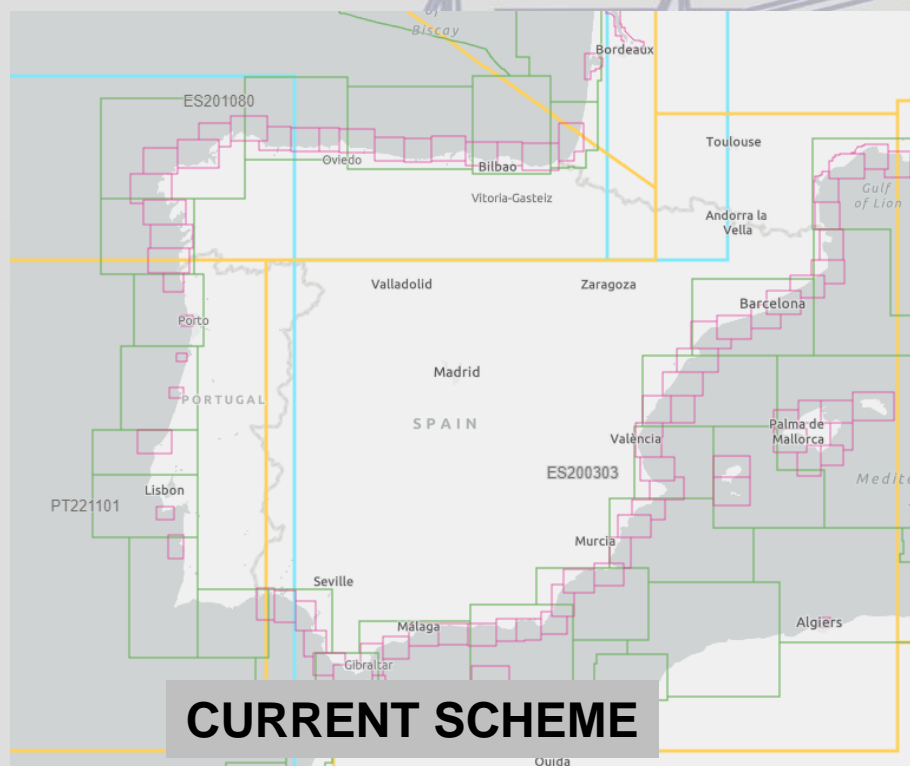 of
Biscay
Bordeaux
ES201080
Toulouse
Oviedo
Bilbao
Vitoria-Gasteiz
Gulf
of Lion
Andorra la
Vella
Valladolid
Zaragoza
Barcelona
Porto
Madrid
PORTUGAL
SPAIN
Palma de
Mallorca
València
ES200303
Medite
Lisbon
PT221101
Murcia
Seville
Málaga
Algiers
Gibraltar
CURRENT SCHEME
Oujda